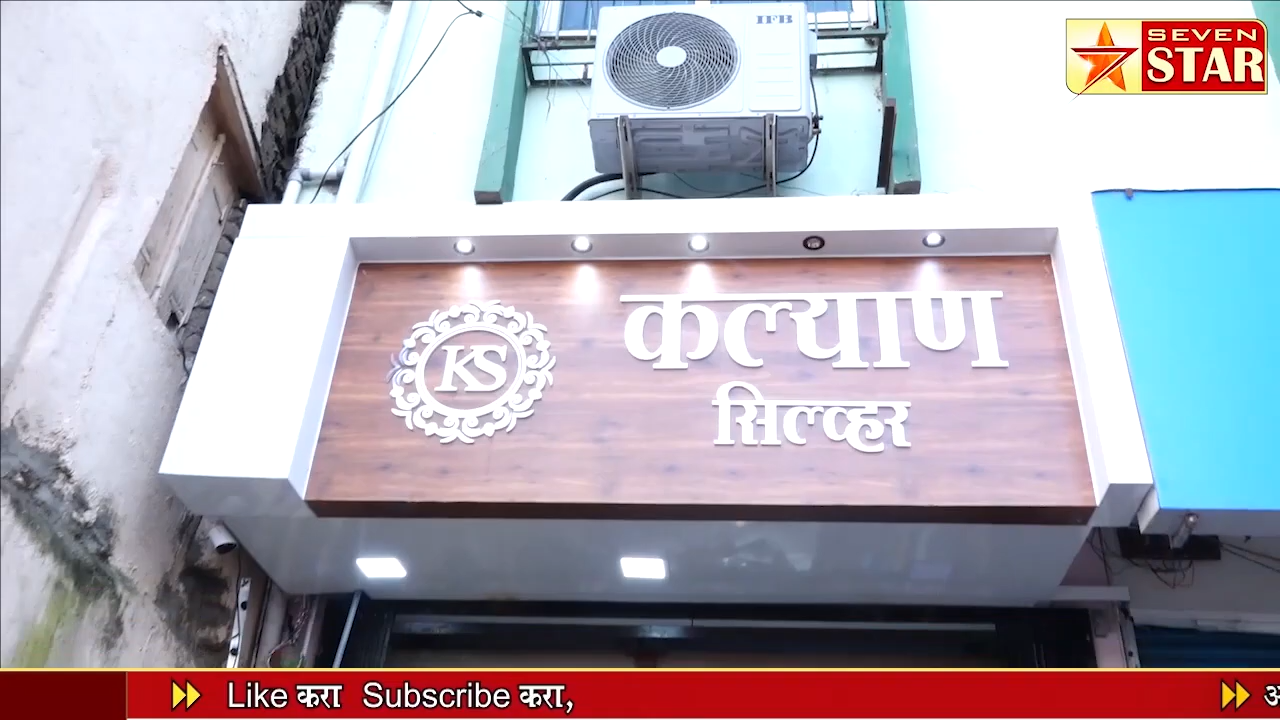 IFB
SEVEN
STAR
कल्याण
KS
सिल्व्हर
Like करा Subscribe करा,